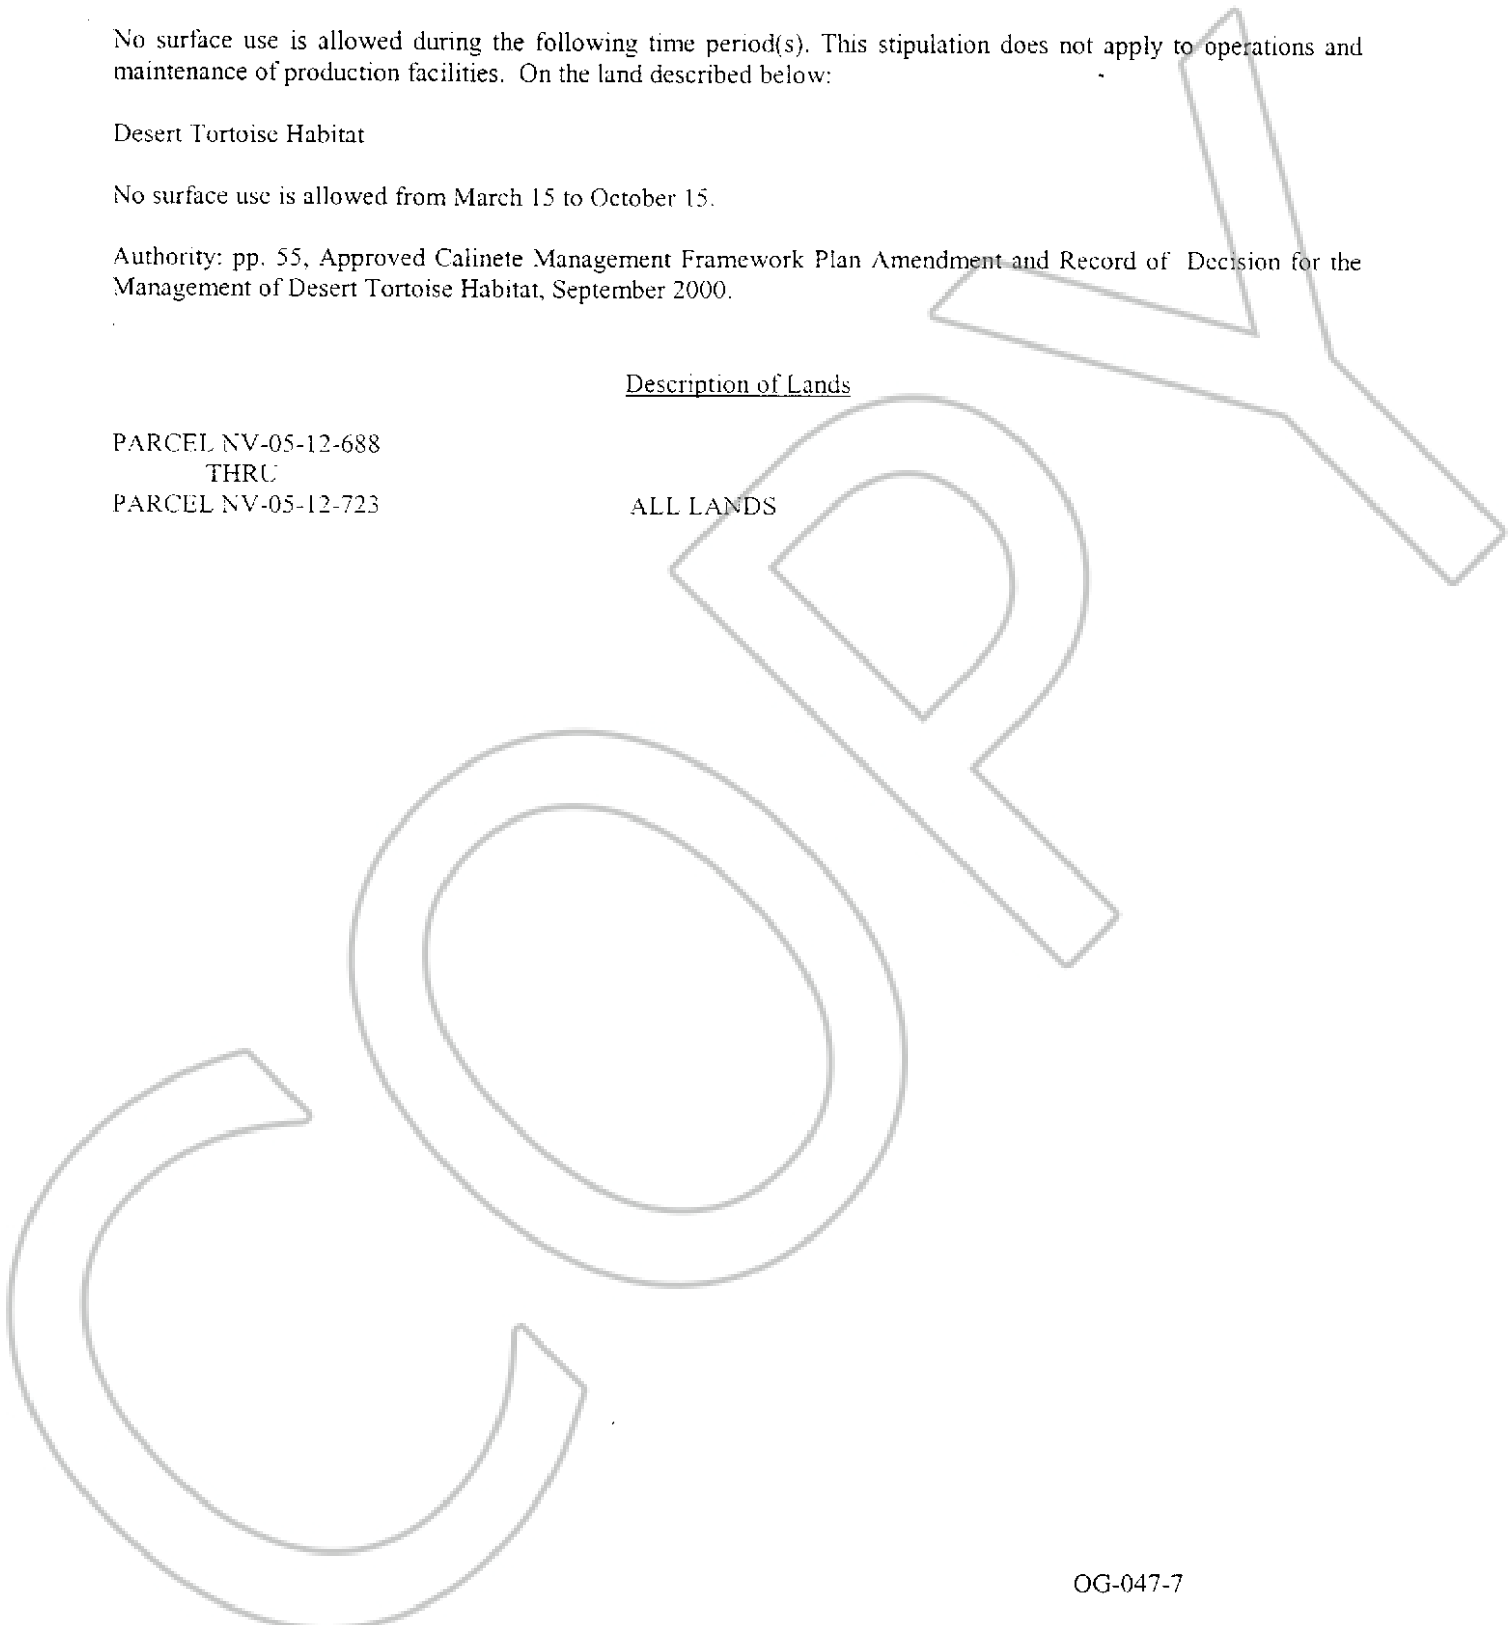 No surface use is allowed during the following time period(s). This stipulation does not apply to operations and
maintenance of production facilities. On the land described below:
Desert Tortoise Habitat
No surface use is allowed from March 15 to October 15.
Authority: pp. 55, Approved Calinete Management Framework Plan Amendment and Record of Decision for the
Management of Desert Tortoise Habitat, September 2000.
Description of Lands
PARCEL NV-05-12-688
THRU
PARCEL NV-05-12-723 ALL LANDS
COPY
OG-047-7